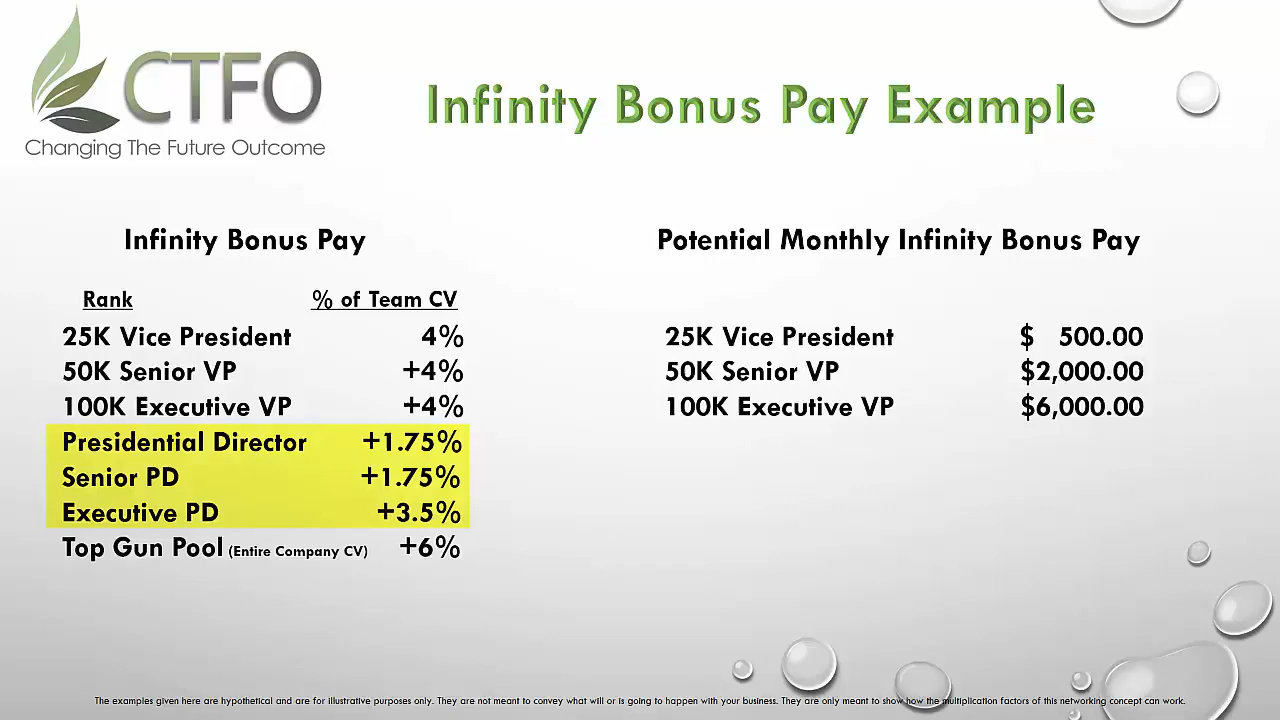 CTFO
Changing The Future Outcome
Infinity Bonus Pay Example
Infinity Bonus Pay
Rank % of Team CV
25K Vice President 4%
50K Senior VP +4%
100K Executive VP +4%
Presidential Director +1.75%
Senior PD +1.75%
Executive PD +3.5%
Top Gun Pool (Entire Company CV) +6%
Potential Monthly Infinity Bonus Pay
25K Vice President $ 500.00
50K Senior VP $2,000.00
100K Executive VP $6,000.00
The examples given here are hypothetical and are for illustrative purposes only. They are not meant to convey what will or is going to happen with your business. They are only meant to show how the multiplication factors of this networking concept can work.